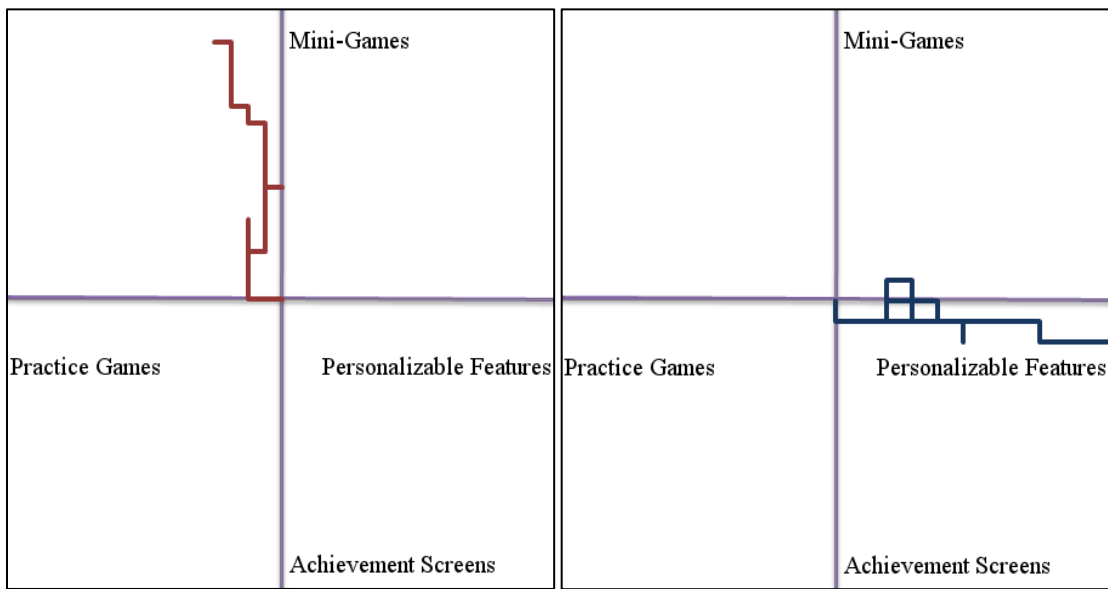 Mini-Games
Practice Games
Personalizable Features
Achievement Screens
Mini-Games
Practice Games
Personalizable Features
Achievement Screens